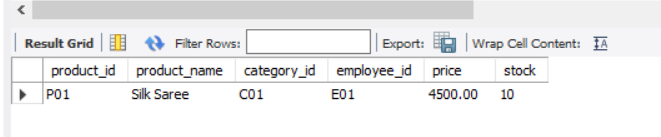 Result Grid Filter Rows: Export: Wrap Cell Content:
product_id product_name category_id employee_id price stock
P01 Silk Saree C01 E01 4500.00 10